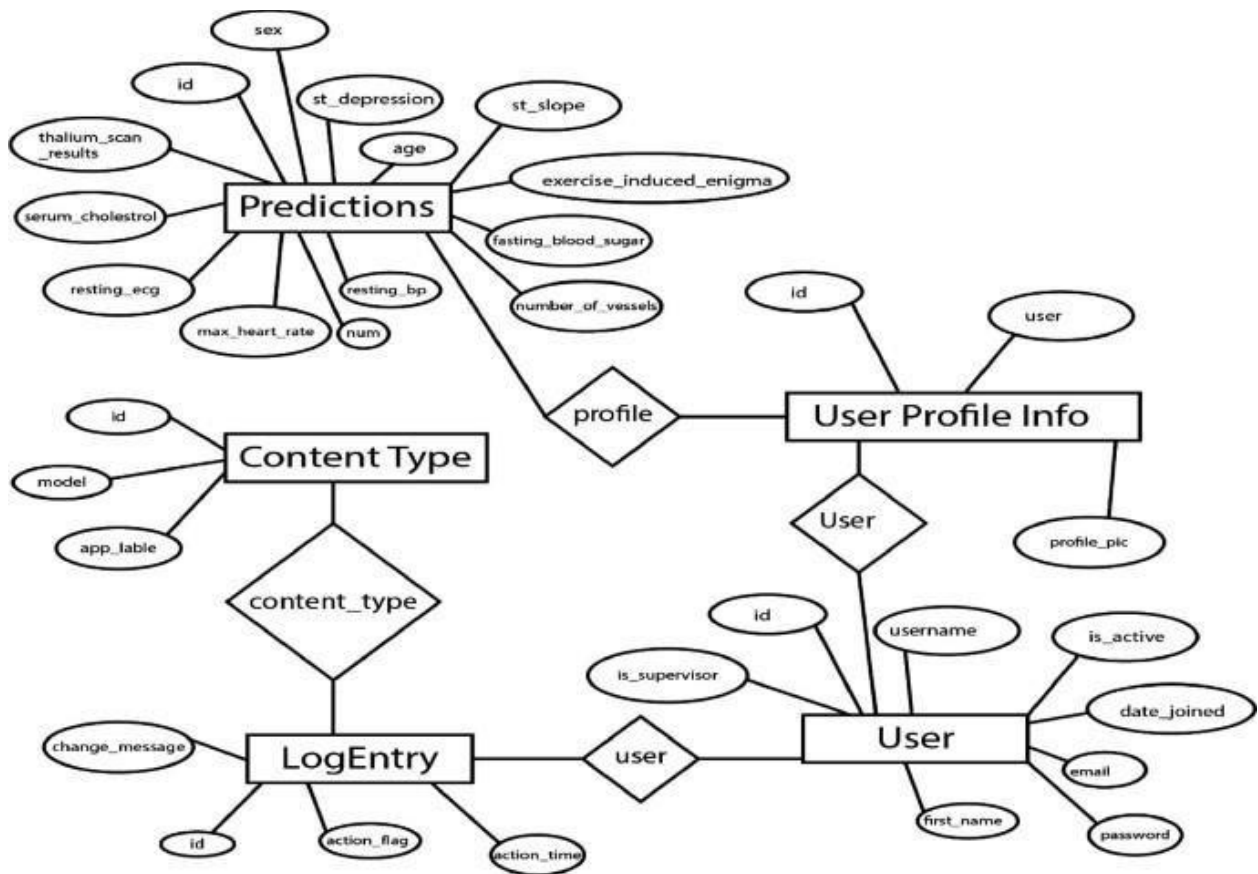 sex
id
st_depression
st_slope
thalium_scan
_results
age
exercise_induced_enigma
Predictions
serum_cholestrol
fasting_blood_sugar
resting_ecg
resting_bp
number_of_vessels
max_heart_rate
num
id
user
profile
User Profile Info
id
Content Type
model
app_lable
User
profile_pic
content_type
id
username
is_active
is_supervisor
date_joined
change_message
LogEntry
user
User
email
id
action_flag
action_time
first_name
password